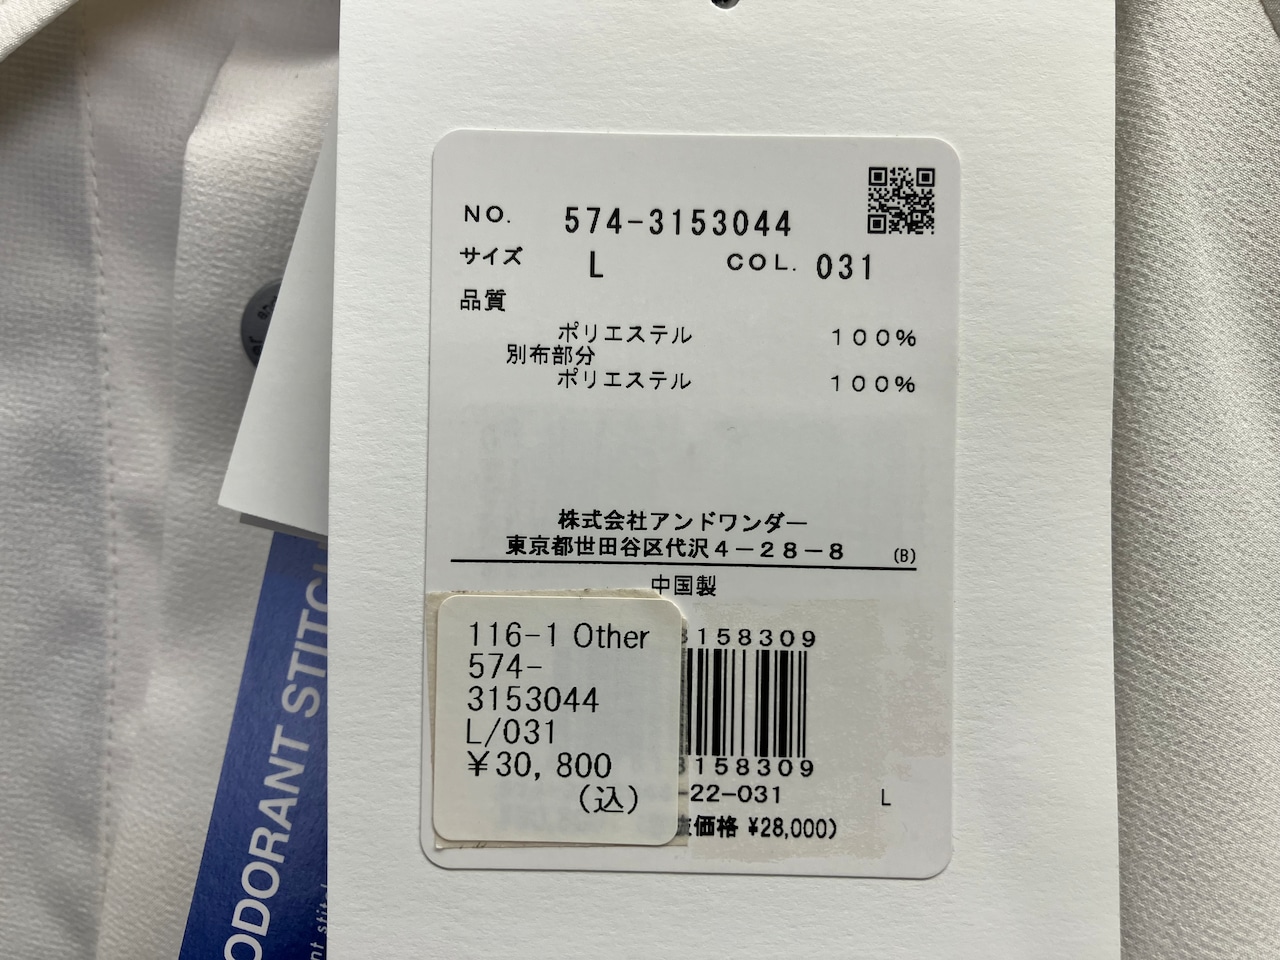 NO. 574-3153044
サイズ L COL. 031
品質
ポリエステル 100%
別布部分
ポリエステル 100%
株式会社アンドワンダー
東京都世田谷区代沢4-28-8 (B)
中国製
116-1 Other
574-
3153044
L/031
¥30,800
(込)
3158309
3158309
-22-031 L
価格 ¥28,000)
ODORANT STITCH